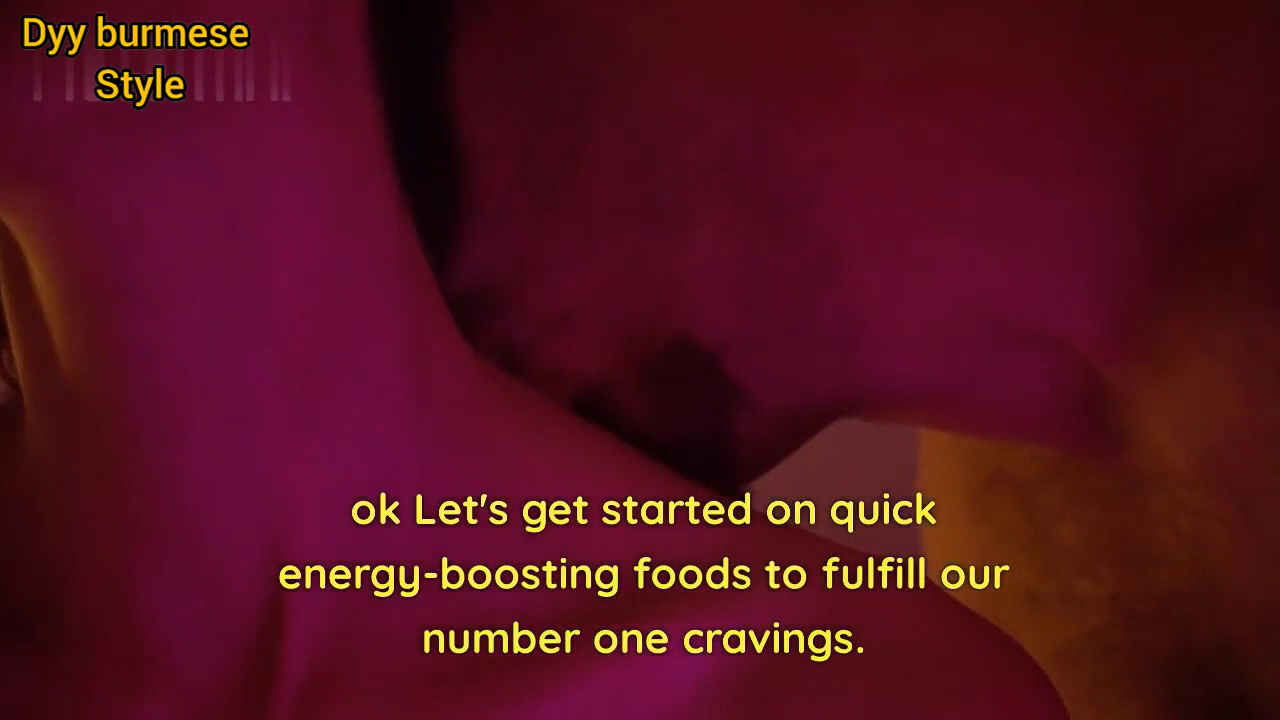 Dyy burmese
Style
ok Let's get started on quick
energy-boosting foods to fulfill our
number one cravings.